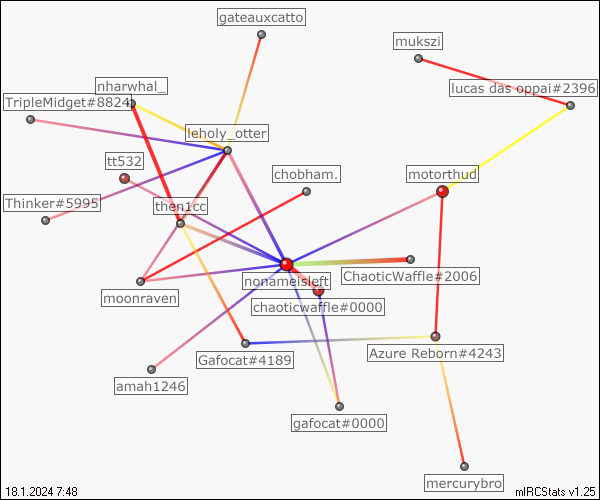 gateauxcatto
mukszi
nharwhal_
lucas das oppai#2396
TripleMidget#8824
leholy_otter
tt532
chobham.
motorthud
Thinker#5995
then1cc
ChaoticWaffle#2006
nonameisleft
moonraven
chaoticwaffle#0000
Gafocat#4189
Azure Reborn#4243
amah1246
gafocat#0000
mercurybro
18.1.2024 7:48
mIRCStats v1.25